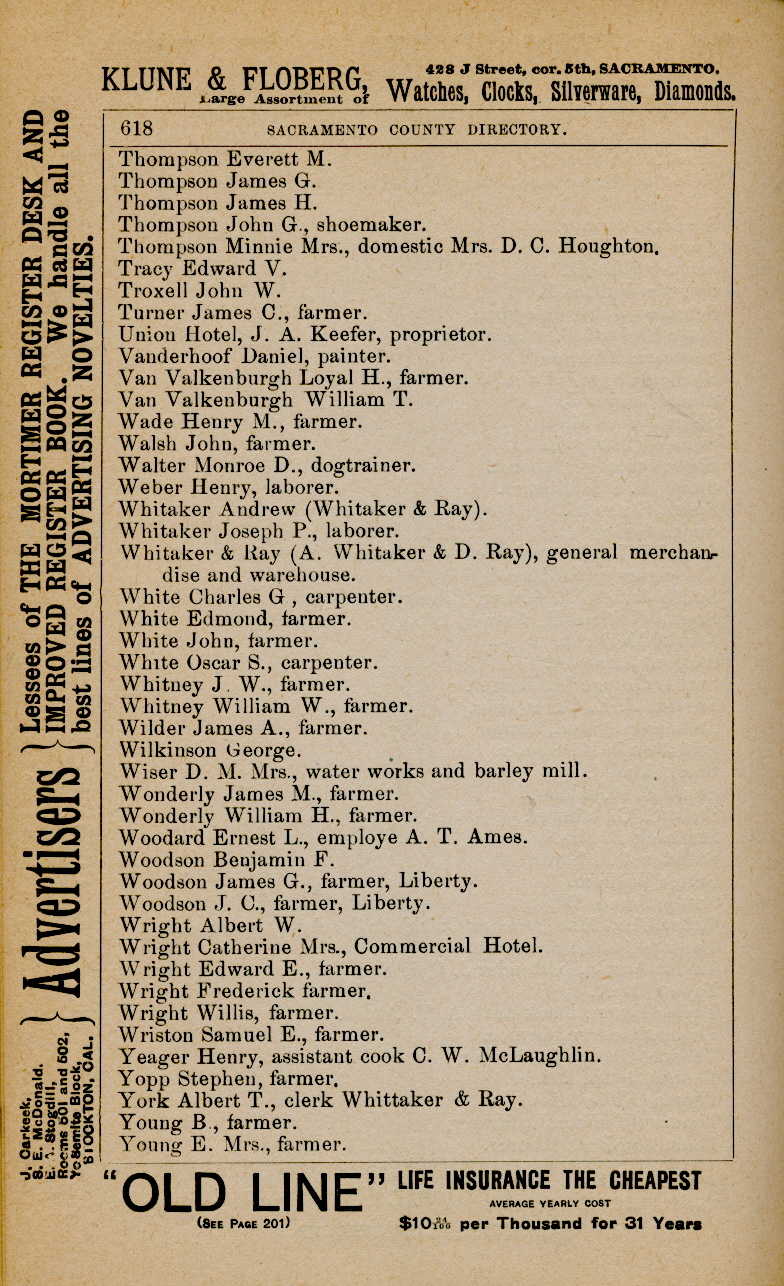 KLUNE & FLOBERG, 428 J Street, cor. 5th, SACRAMENTO.
Large Assortment of Watches, Clocks, Silverware, Diamonds.
618 SACRAMENTO COUNTY DIRECTORY.
Thompson Everett M.
Thompson James G.
Thompson James H.
Thompson John G., shoemaker.
Thompson Minnie Mrs., domestic Mrs. D. C. Houghton.
Tracy Edward V.
Troxell John W.
Turner James C., farmer.
Union Hotel, J. A. Keefer, proprietor.
Vanderhoof Daniel, painter.
Van Valkenburgh Loyal H., farmer.
Van Valkenburgh William T.
Wade Henry M., farmer.
Walsh John, farmer.
Walter Monroe D., dogtrainer.
Weber Henry, laborer.
Whitaker Andrew (Whitaker & Ray).
Whitaker Joseph P., laborer.
Whitaker & Ray (A. Whitaker & D. Ray), general merchan-
dise and warehouse.
White Charles G , carpenter.
White Edmond, farmer.
White John, farmer.
White Oscar S., carpenter.
Whitney J. W., farmer.
Whitney William W., farmer.
Wilder James A., farmer.
Wilkinson George.
Wiser D. M. Mrs., water works and barley mill.
Wonderly James M., farmer.
Wonderly William H., farmer.
Woodard Ernest L., employe A. T. Ames.
Woodson Benjamin F.
Woodson James G., farmer, Liberty.
Woodson J. C., farmer, Liberty.
Wright Albert W.
Wright Catherine Mrs., Commercial Hotel.
Wright Edward E., farmer.
Wright Frederick farmer.
Wright Willis, farmer.
Wriston Samuel E., farmer.
Yeager Henry, assistant cook C. W. McLaughlin.
Yopp Stephen, farmer.
York Albert T., clerk Whittaker & Ray.
Young B., farmer.
Young E. Mrs., farmer.
"OLD LINE" LIFE INSURANCE THE CHEAPEST
(SEE PAGE 201) AVERAGE YEARLY COST
per Thousand for 31 Years
J. Carkeek,
S. E. McDonald.
Stogdill,
Rooms 501 and 502,
Yosemite Block,
STOCKTON, CAL.
} Advertisers {
Lessees of THE MORTIMER REGISTER DESK AND
IMPROVED REGISTER BOOK. We handle all the
best lines of ADVERTISING NOVELTIES.